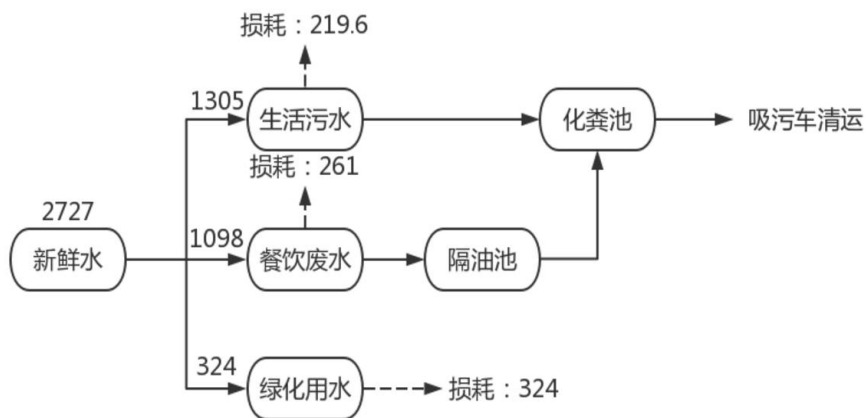 损耗：219.6
1305
生活污水
化粪池
吸污车清运
损耗：261
2727
新鲜水
1098
餐饮废水
隔油池
324
绿化用水
损耗：324